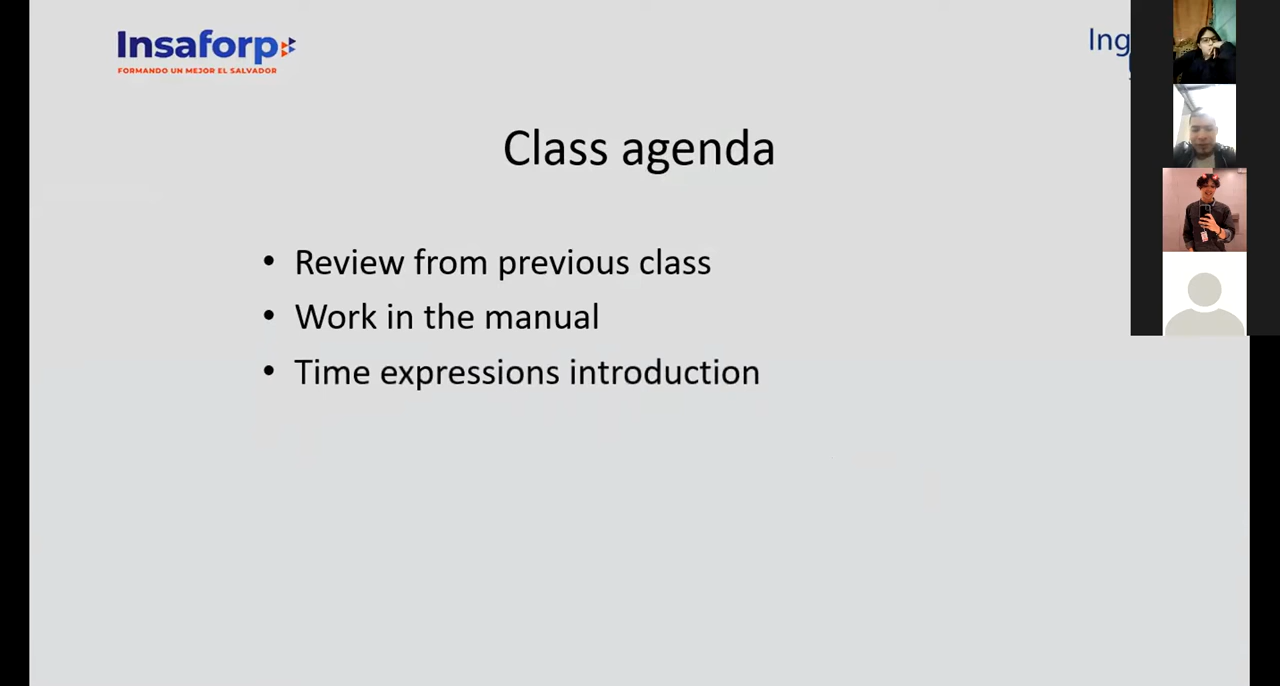 Insaforp
FORMANDO UN MEJOR EL SALVADOR
Ing
Class agenda
• Review from previous class
• Work in the manual
• Time expressions introduction